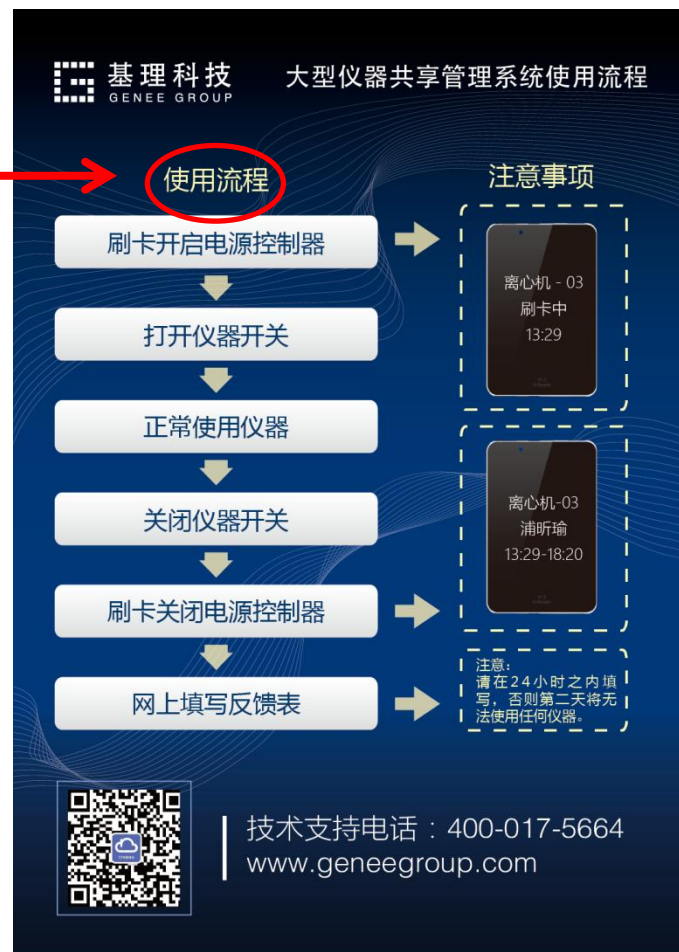 基理科技
GENEE GROUP
大型仪器共享管理系统使用流程
使用流程
注意事项
刷卡开启电源控制器
离心机 - 03
刷卡中
13:29
打开仪器开关
正常使用仪器
关闭仪器开关
离心机-03
浦昕瑜
13:29-18:20
刷卡关闭电源控制器
网上填写反馈表
注意：
请在24小时之内填
写，否则第二天将无
法使用任何仪器。
技术支持电话：400-017-5664
www.geneegroup.com